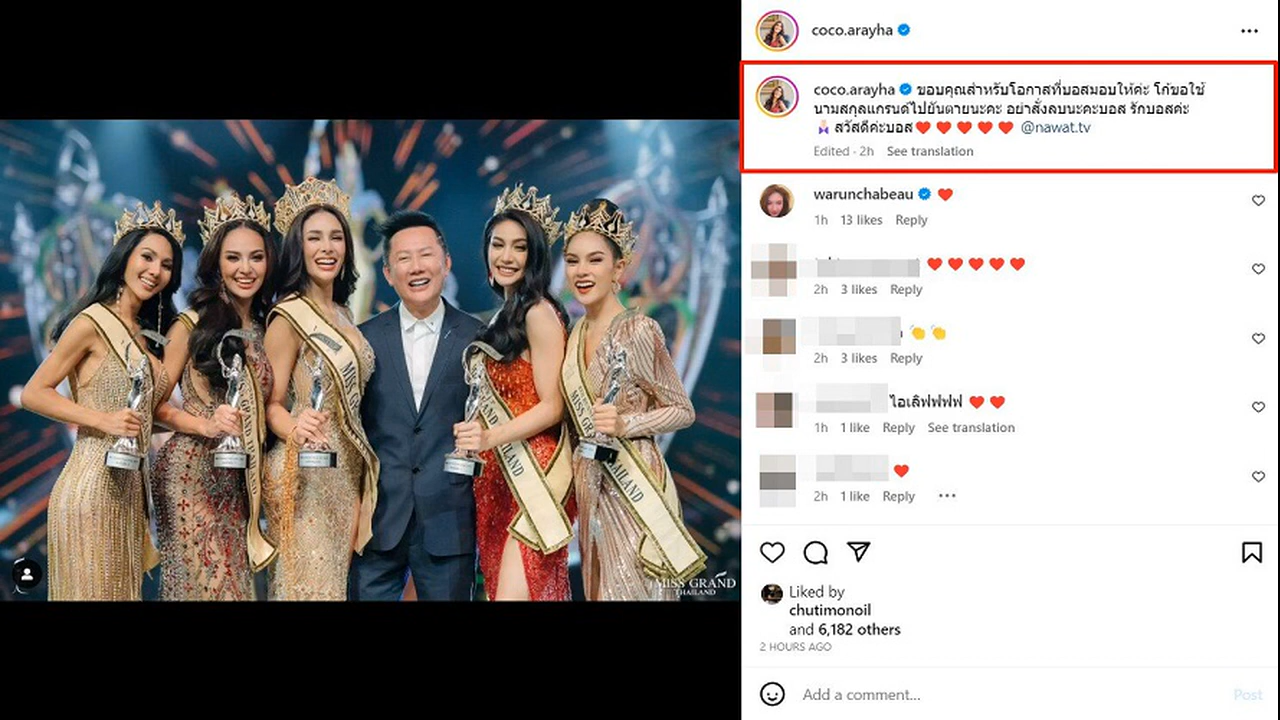 coco.arayha
coco.arayha ขอบคุณสำหรับโอกาสที่บอสมอบให้ค่ะ โก้ขอใช้
นามสกุลแกรนด์ไปยันตายนะคะ อย่าสั่งลบนะคะบอส รักบอสค่ะ
🙏🏻 สวัสดีค่ะบอส❤️ ❤️ ❤️ ❤️ ❤️ @nawat.tv
Edited · 2h See translation
warunchabeau ❤️
1h 13 likes Reply
❤️ ❤️ ❤️ ❤️ ❤️
2h 3 likes Reply
👏 👏
2h 3 likes Reply
ไอเลิฟฟฟฟ ❤️ ❤️
1h 1 like Reply See translation
❤️
2h 1 like Reply ...
Liked by
chutimonoil
and 6,182 others
2 HOURS AGO
Add a comment...
Post
THAILAND
MISS GRAND
THAILAND